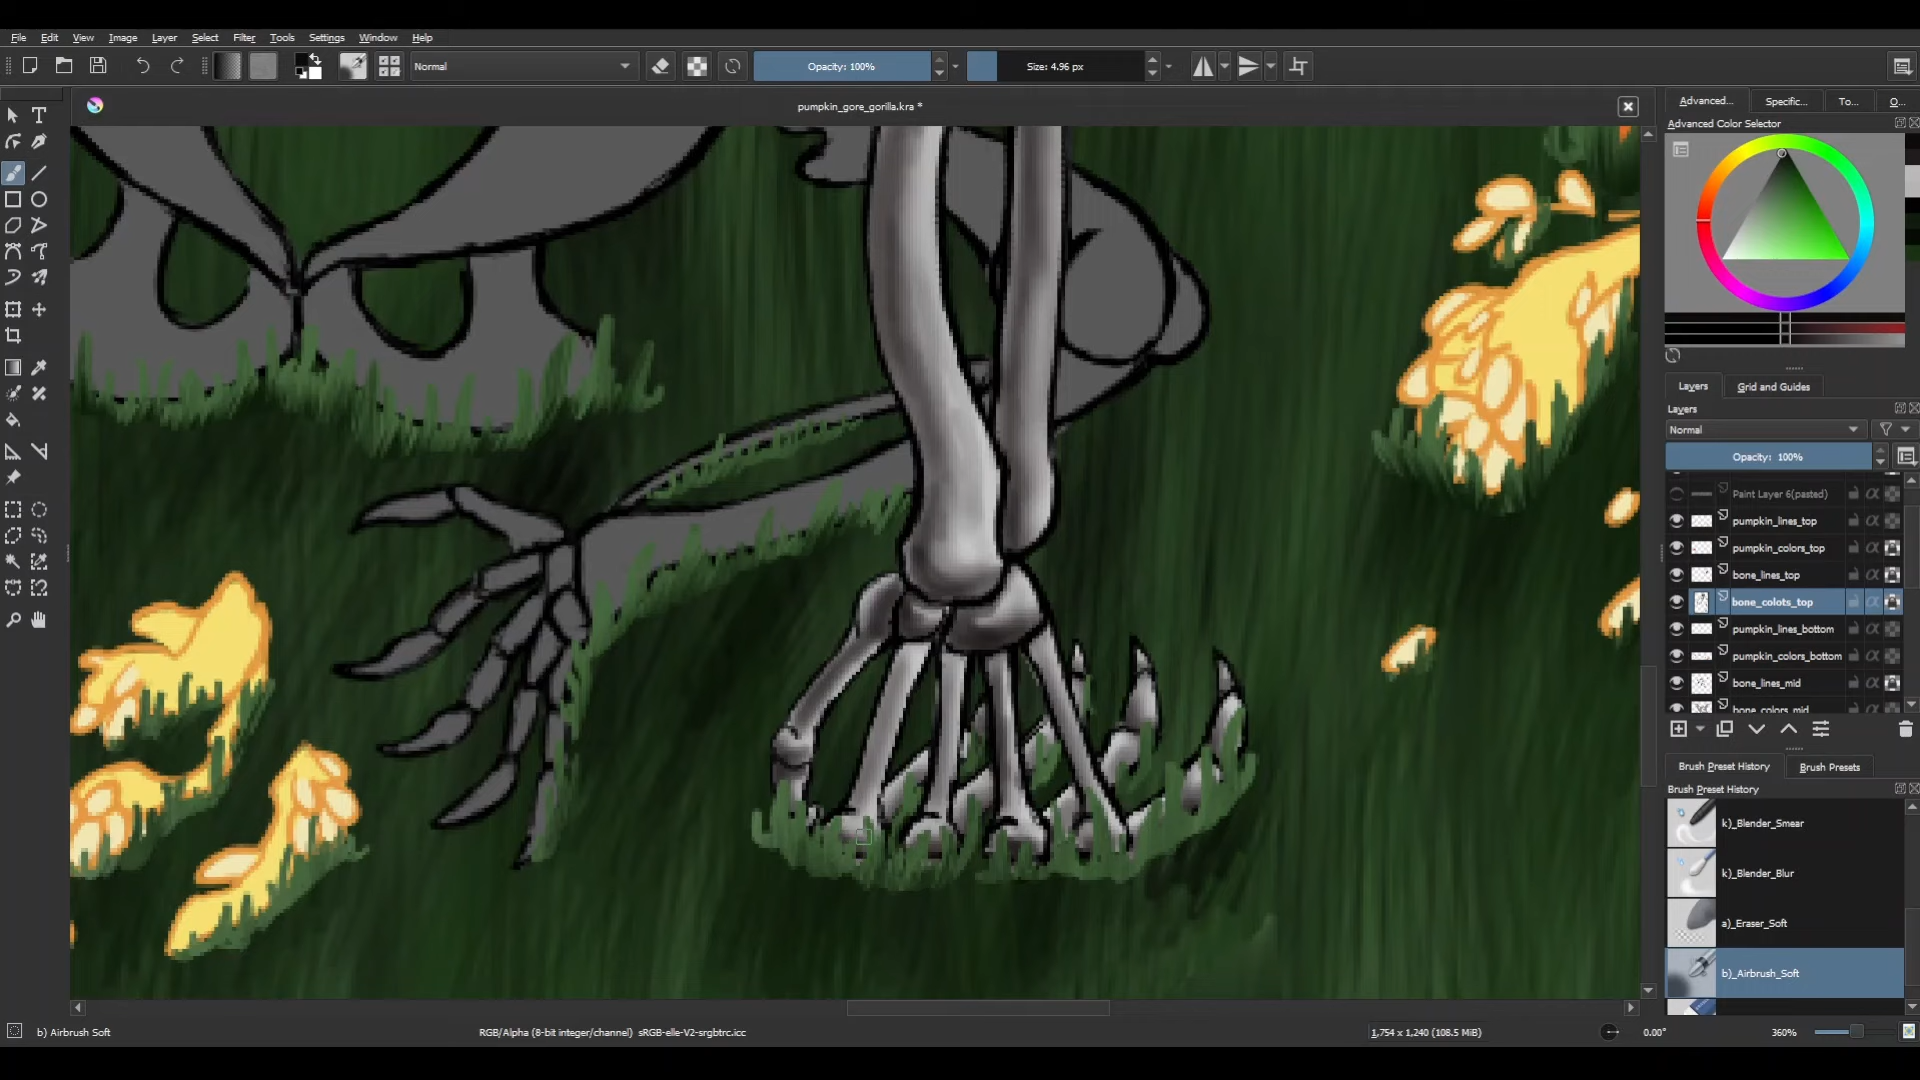 File Edit View Image Layer Select Filter Tools Settings Window Help
Normal
Opacity: 100%
Size: 4.96 px
pumpkin_gore_gorilla.kra *
Advanced... Specific... To... O...
Advanced Color Selector
Layers Grid and Guides
Layers
Normal
Opacity: 100%
Paint Layer 6(pasted)
pumpkin_lines_top
pumpkin_colors_top
bone_lines_top
bone_colots_top
pumpkin_lines_bottom
pumpkin_colors_bottom
bone_lines_mid
bone_colors_mid
Brush Preset History Brush Presets
Brush Preset History
k)_Blender_Smear
k)_Blender_Blur
a)_Eraser_Soft
b)_Airbrush_Soft
b) Airbrush Soft
RGB/Alpha (8-bit integer/channel) sRGB-elle-V2-srgbtrc.icc
1,754 x 1,240 (108.5 MiB)
0.00°
360%